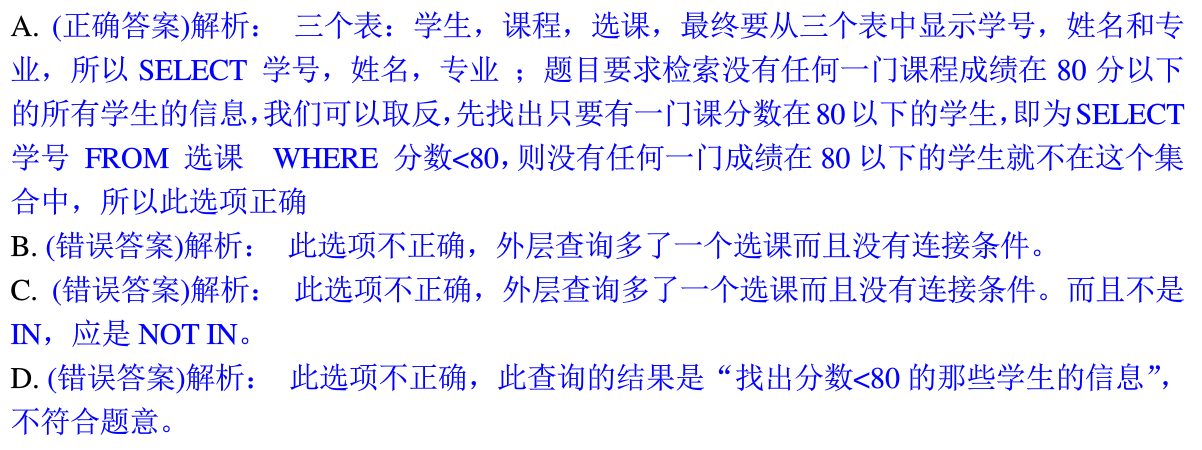 A. (正确答案)解析： 三个表：学生，课程，选课，最终要从三个表中显示学号，姓名和专
业，所以 SELECT 学号，姓名，专业 ；题目要求检索没有任何一门课程成绩在 80 分以下
的所有学生的信息，我们可以取反，先找出只要有一门课分数在 80 以下的学生，即为 SELECT
学号 FROM 选课 WHERE 分数<80，则没有任何一门成绩在 80 以下的学生就不在这个集
合中，所以此选项正确
B. (错误答案)解析： 此选项不正确，外层查询多了一个选课而且没有连接条件。
C. (错误答案)解析： 此选项不正确，外层查询多了一个选课而且没有连接条件。而且不是
IN，应是 NOT IN。
D. (错误答案)解析： 此选项不正确，此查询的结果是“找出分数<80 的那些学生的信息”，
不符合题意。